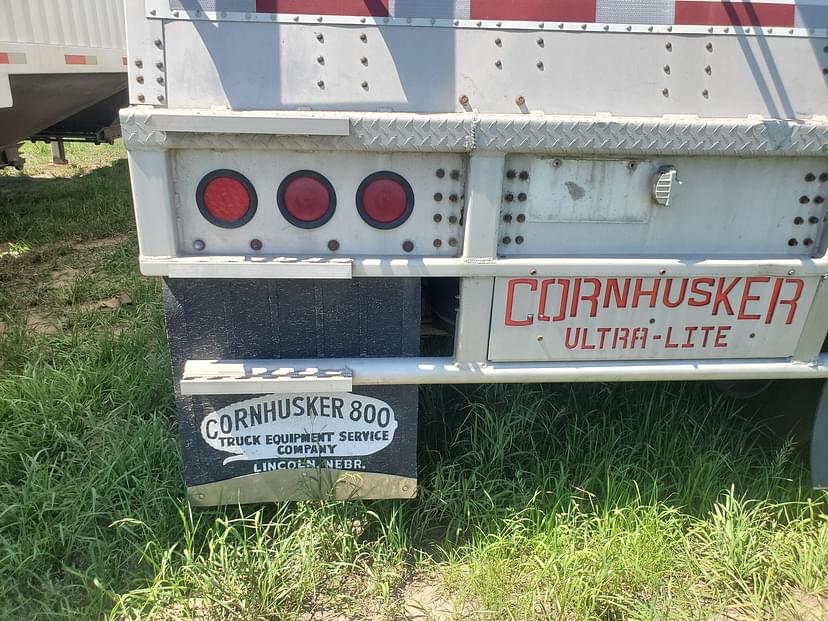 CORNHUSKER
ULTRA-LITE
CORNHUSKER 800
TRUCK EQUIPMENT SERVICE
COMPANY
LINCOLN, NEBR.